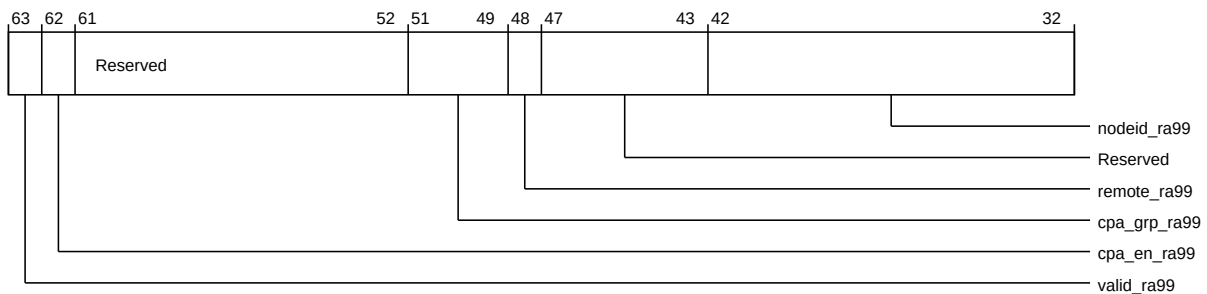 63 62 61 52 51 49 48 47 43 42 32
Reserved
nodeid_ra99
Reserved
remote_ra99
cpa_grp_ra99
cpa_en_ra99
valid_ra99